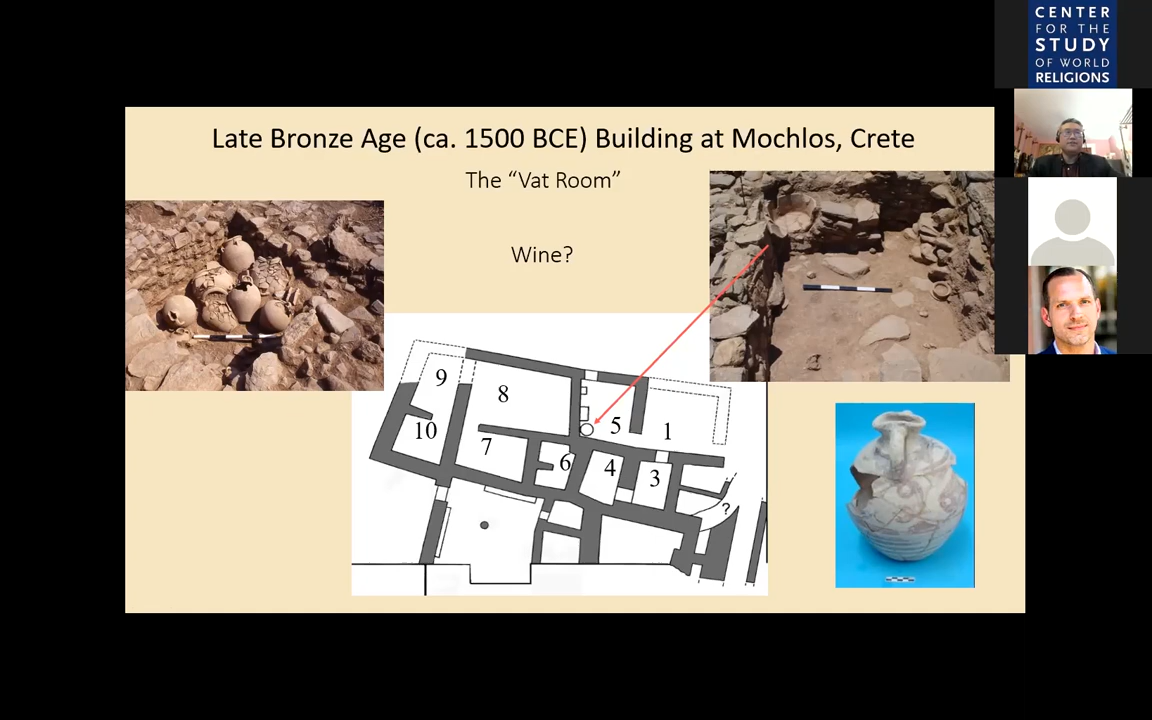 CENTER
FOR THE
STUDY
OF WORLD
RELIGIONS
Late Bronze Age (ca. 1500 BCE) Building at Mochlos, Crete
The “Vat Room”
Wine?
9
8
10
7
5
1
6
4
3
?